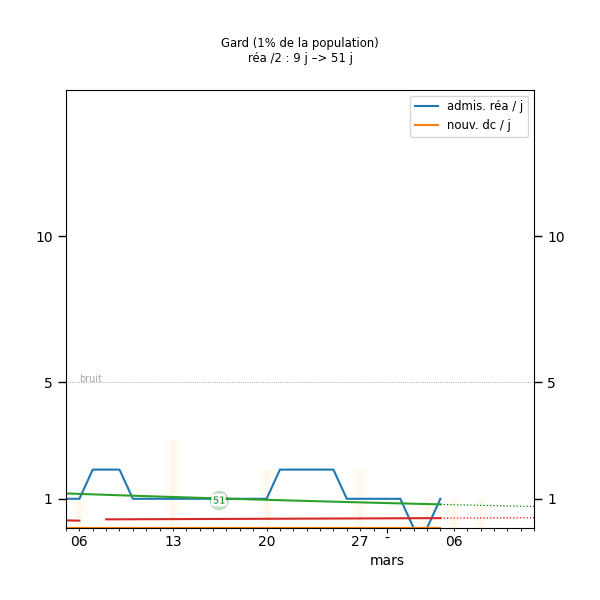 Gard (1% de la population)
réa /2 : 9 j –> 51 j
admis. réa / j
nouv. dc / j
10 10
bruit
5 5
51
1 1
06 13 20 27 - 06
mars